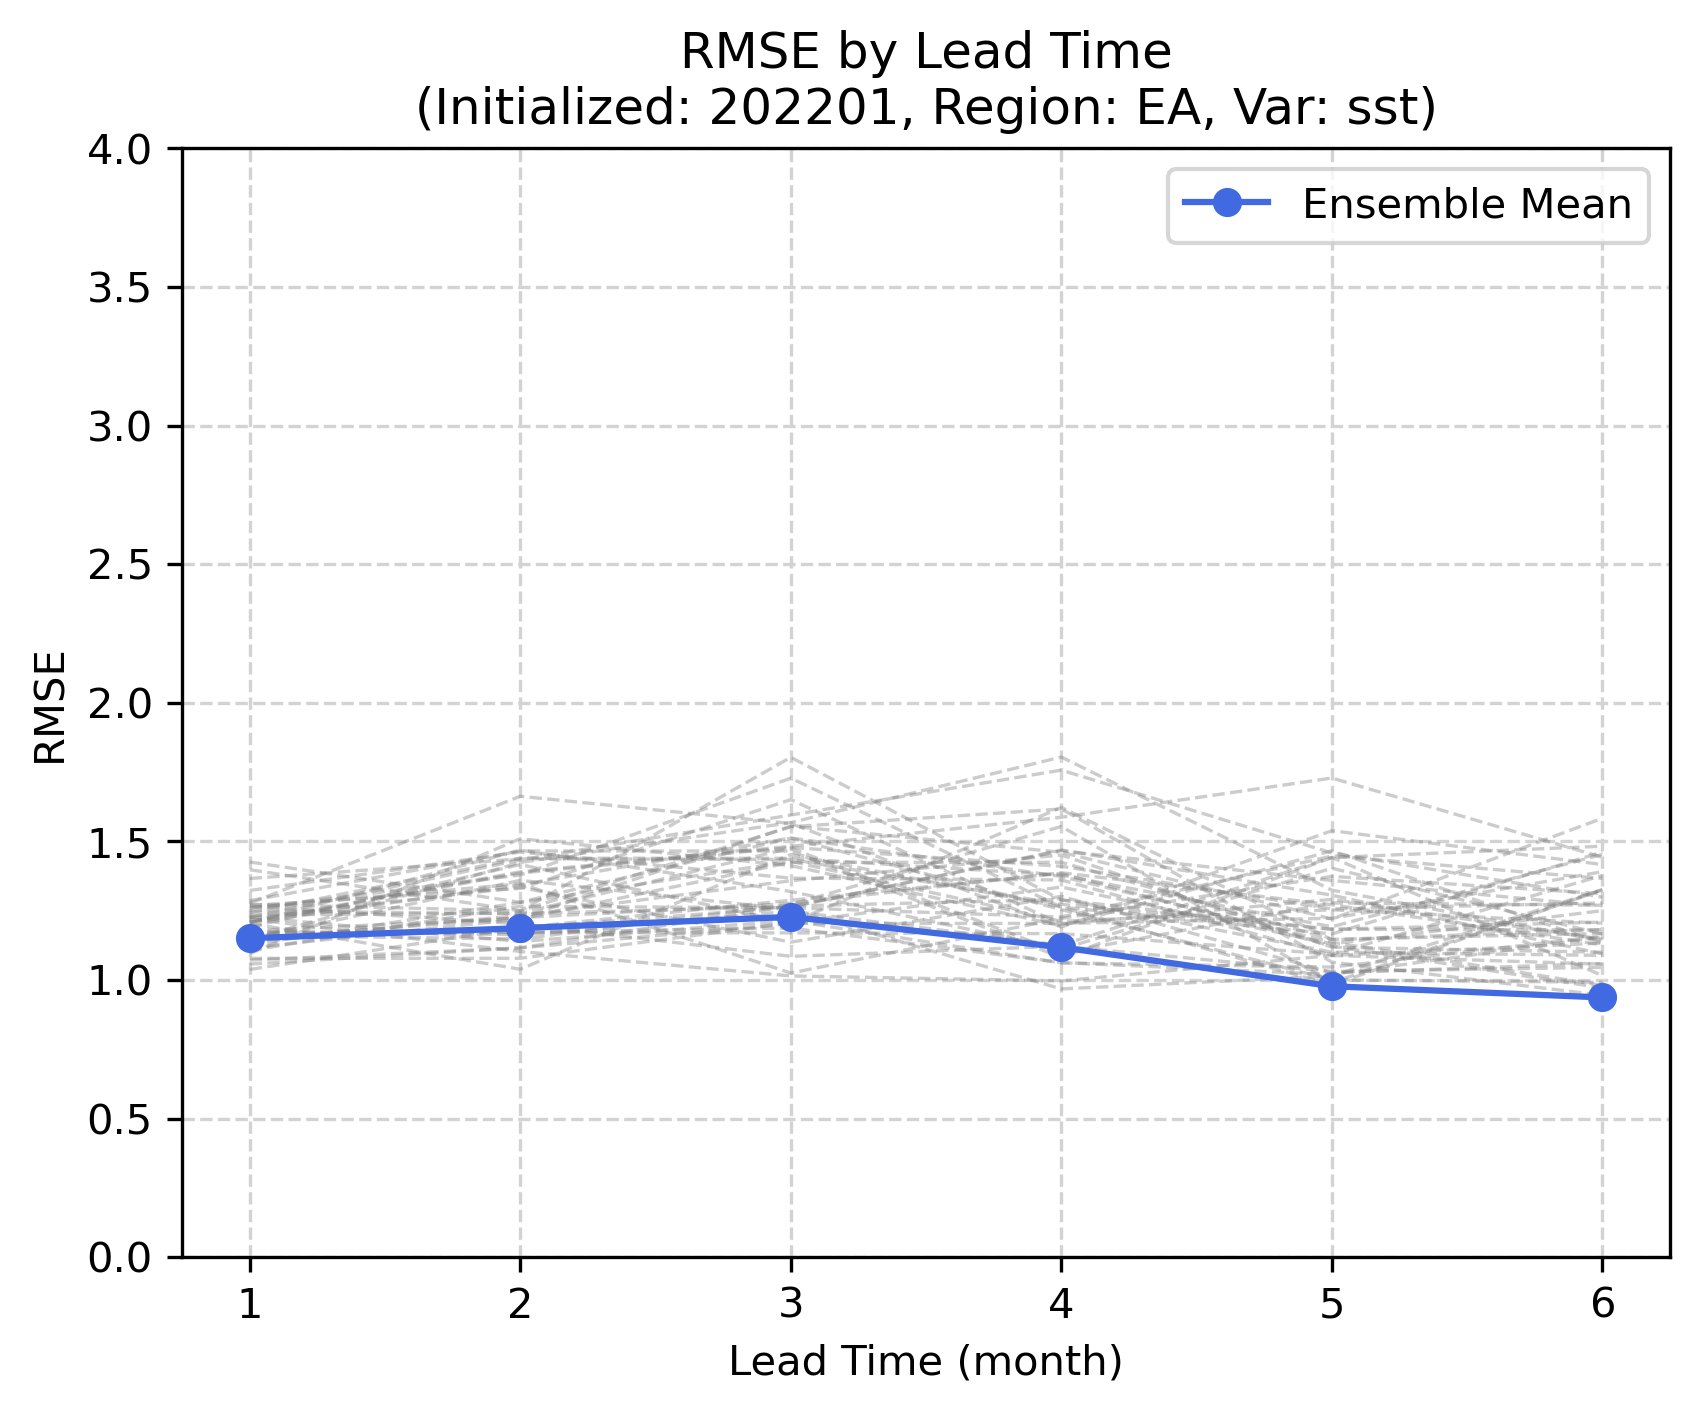 RMSE by Lead Time
(Initialized: 202201, Region: EA, Var: sst)
4.0
3.5
3.0
2.5
2.0
1.5
1.0
0.5
0.0
RMSE
Ensemble Mean
1 2 3 4 5 6
Lead Time (month)